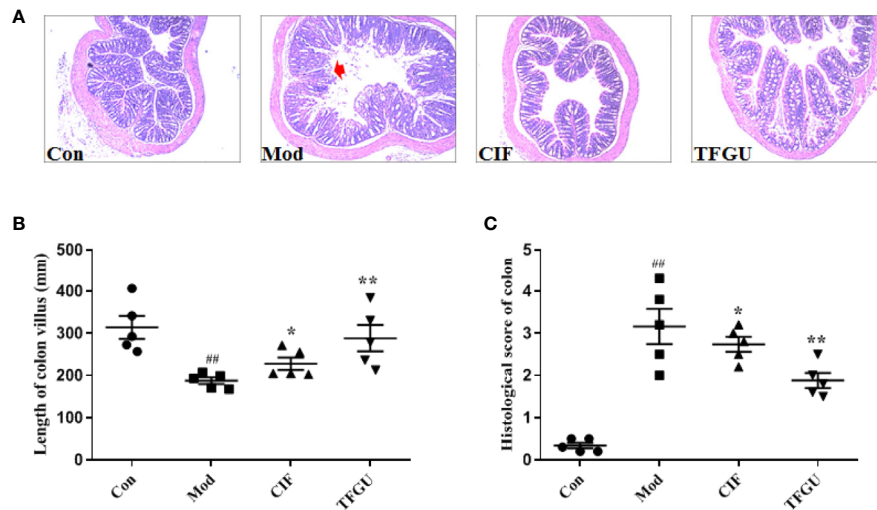 A
Con
Mod
CIF
TFGU
B
Length of colon villus (mm)
500
400
300
200
100
0
##
*
**
Con
Mod
CIF
TFGU
C
Histological score of colon
5
4
3
2
1
0
##
*
**
Con
Mod
CIF
TFGU